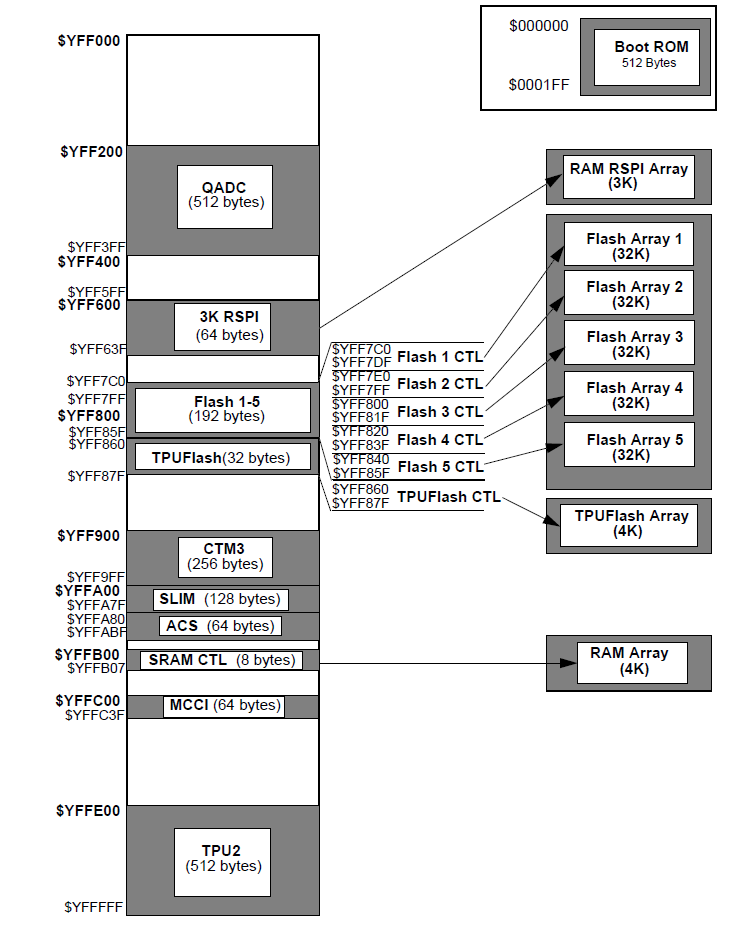 $YFF000
$000000
Boot ROM
512 Bytes
$0001FF
$YFF200
QADC
(512 bytes)
$YFF3FF
$YFF400
$YFF5FF
$YFF600
3K RSPI
(64 bytes)
$YFF63F
$YFF7C0
$YFF7FF
Flash 1-5
(192 bytes)
$YFF800
$YFF85F
$YFF860
TPUFlash(32 bytes)
$YFF87F
$YFF900
CTM3
(256 bytes)
$YFF9FF
$YFFA00
SLIM (128 bytes)
$YFFA7F
$YFFA80
ACS (64 bytes)
$YFFABF
$YFFB00
SRAM CTL (8 bytes)
$YFFB07
$YFFC00
MCCI (64 bytes)
$YFFC3F
$YFFE00
TPU2
(512 bytes)
$YFFFFF
$YFF7C0
$YFF7DF
Flash 1 CTL
$YFF7E0
$YFF7FF
Flash 2 CTL
$YFF800
$YFF81F
Flash 3 CTL
$YFF820
$YFF83F
Flash 4 CTL
$YFF840
$YFF85F
Flash 5 CTL
$YFF860
$YFF87F
TPUFlash CTL
RAM RSPI Array
(3K)
Flash Array 1
(32K)
Flash Array 2
(32K)
Flash Array 3
(32K)
Flash Array 4
(32K)
Flash Array 5
(32K)
TPUFlash Array
(4K)
RAM Array
(4K)